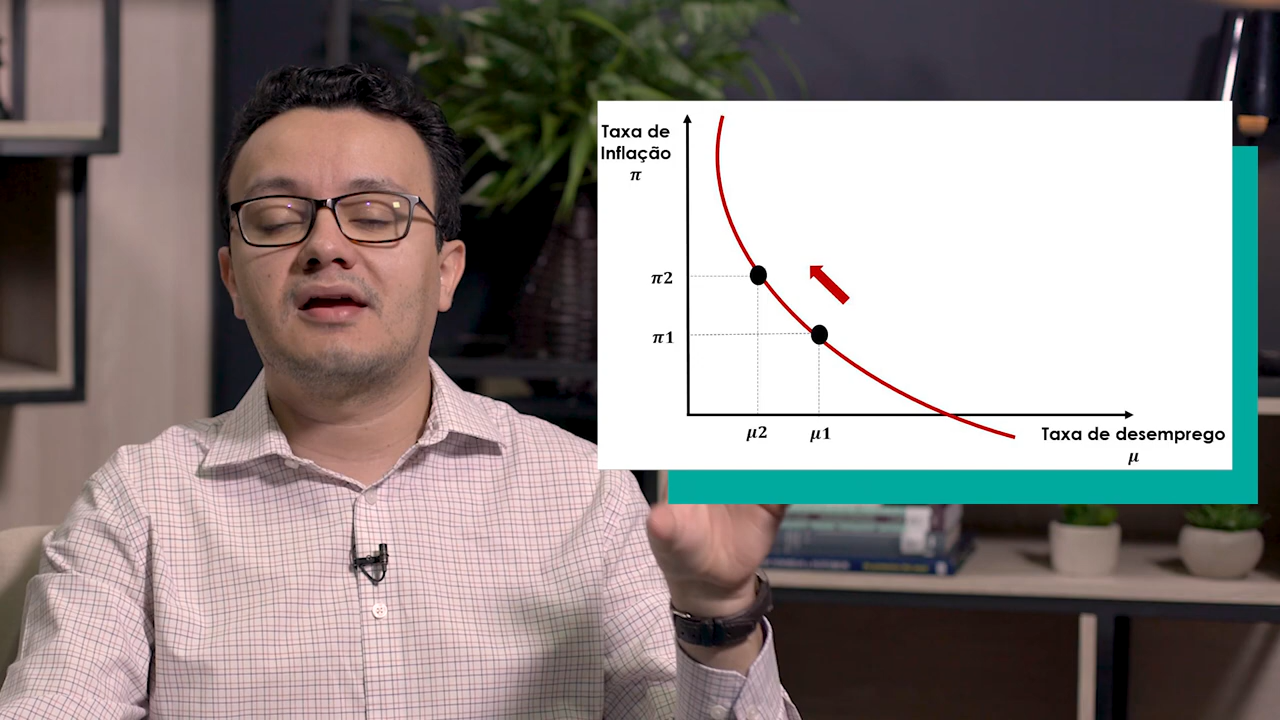 Taxa de
Inflação
π
π2
π1
μ2
μ1
Taxa de desemprego
μ